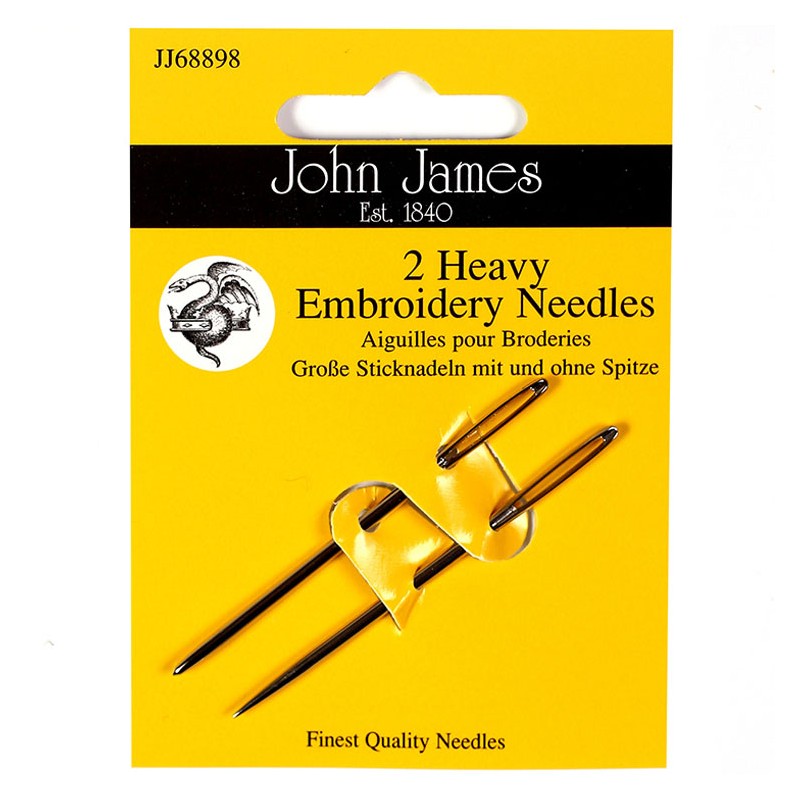 JJ68898
John James
Est. 1840
2 Heavy
Embroidery Needles
Aiguilles pour Broderies
Große Sticknadeln mit und ohne Spitze
Finest Quality Needles